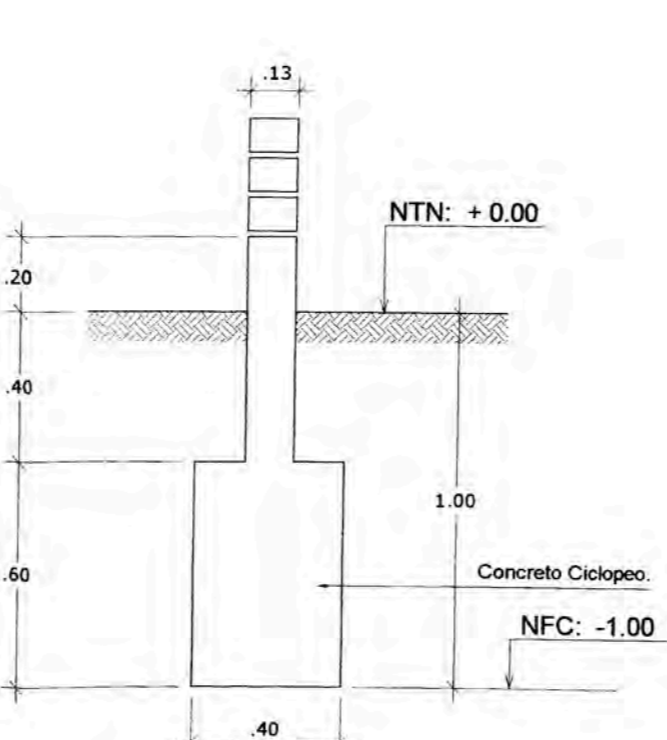 .13
NTN: + 0.00
.20
.40
1.00
.60
Concreto Ciclopeo.
NFC: -1.00
.40